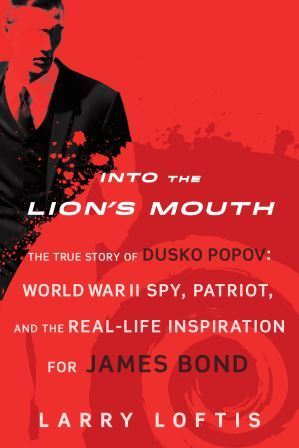 INTO THE
LION'S MOUTH
THE TRUE STORY OF DUSKO POPOV:
WORLD WAR II SPY, PATRIOT,
AND THE REAL-LIFE INSPIRATION
FOR JAMES BOND
LARRY LOFTIS